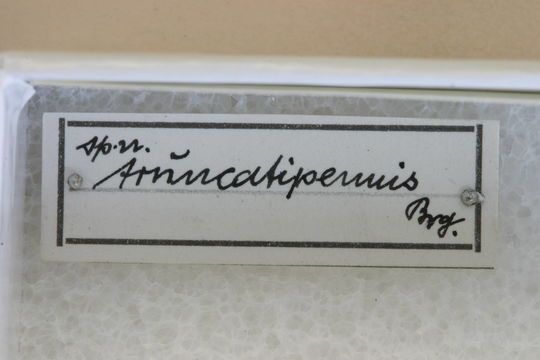 sp. n.
truncatipennis
Brg.